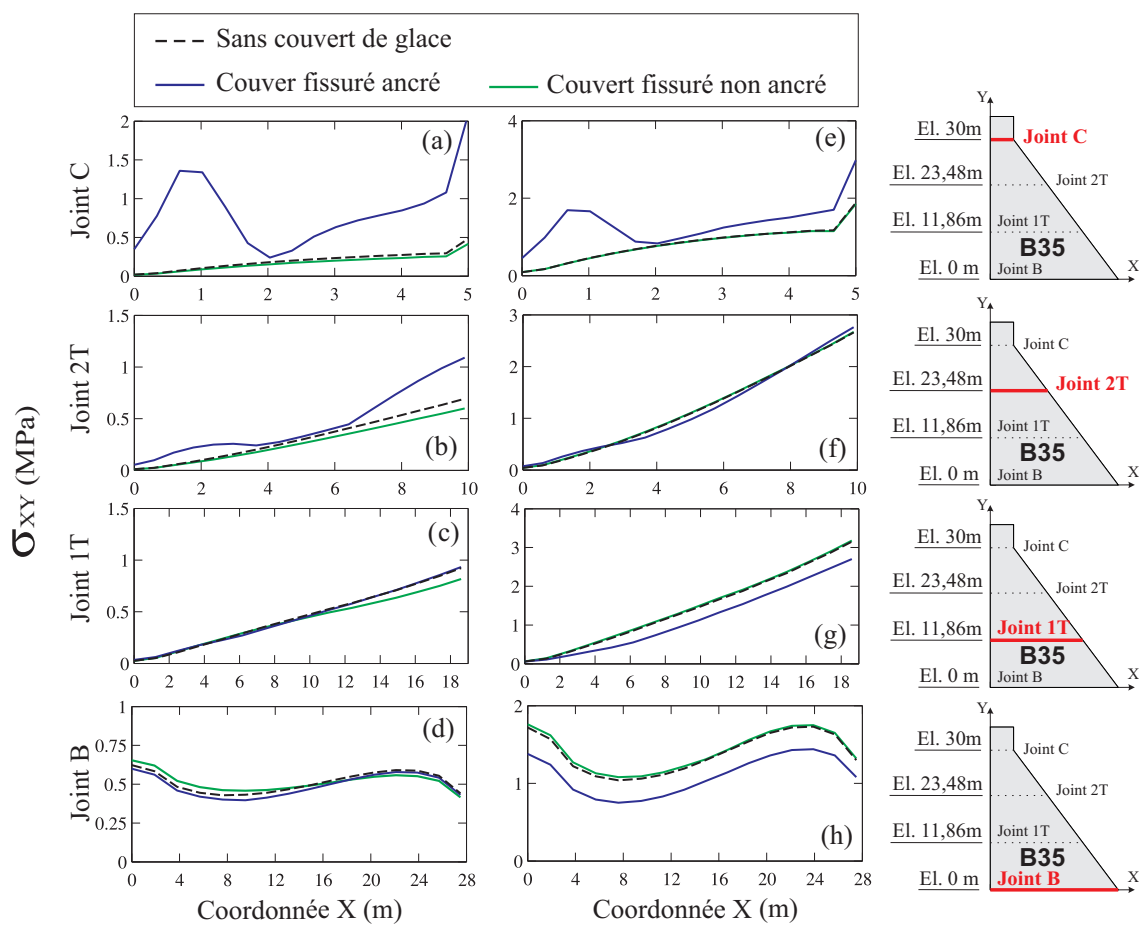 Sans couvert de glace
Couver fissuré ancré
Couvert fissuré non ancré
σXY (MPa)
Joint C
2
1.5
1
0.5
0
(a)
0 1 2 3 4 5
4
2
0
(e)
0 1 2 3 4 5
Joint 2T
1.5
1
0.5
0
(b)
0 2 4 6 8 10
3
2
1
0
(f)
0 2 4 6 8 10
Joint 1T
1.5
1
0.5
0
(c)
0 2 4 6 8 10 12 14 16 18
4
3
2
1
0
(g)
0 2 4 6 8 10 12 14 16 18
Joint B
1
0.75
0.5
0.25
0
(d)
0 4 8 12 16 20 24 28
2
1
0
(h)
0 4 8 12 16 20 24 28
Coordonnée X (m)
Coordonnée X (m)
Y
El. 30m
Joint C
El. 23,48m
Joint 2T
El. 11,86m
Joint 1T
B35
El. 0 m
Joint B
X
Y
El. 30m
Joint C
El. 23,48m
Joint 2T
El. 11,86m
Joint 1T
B35
El. 0 m
Joint B
X
Y
El. 30m
Joint C
El. 23,48m
Joint 2T
El. 11,86m
Joint 1T
B35
El. 0 m
Joint B
X
Y
El. 30m
Joint C
El. 23,48m
Joint 2T
El. 11,86m
Joint 1T
B35
El. 0 m
Joint B
X